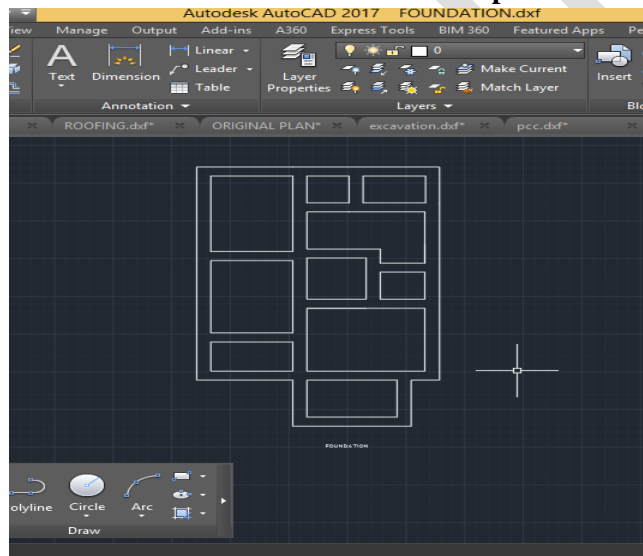 Autodesk AutoCAD 2017 FOUNDATION.dxf
View Manage Output Add-ins A360 Express Tools BIM 360 Featured Apps
Text
Dimension
Linear
Leader
Table
Annotation
Layer
Properties
0
Make Current
Match Layer
Layers
Insert
ROOFING.dxf* ORIGINAL PLAN* excavation.dxf* pcc.dxf*
FOUNDATION
olyline Circle Arc
Draw